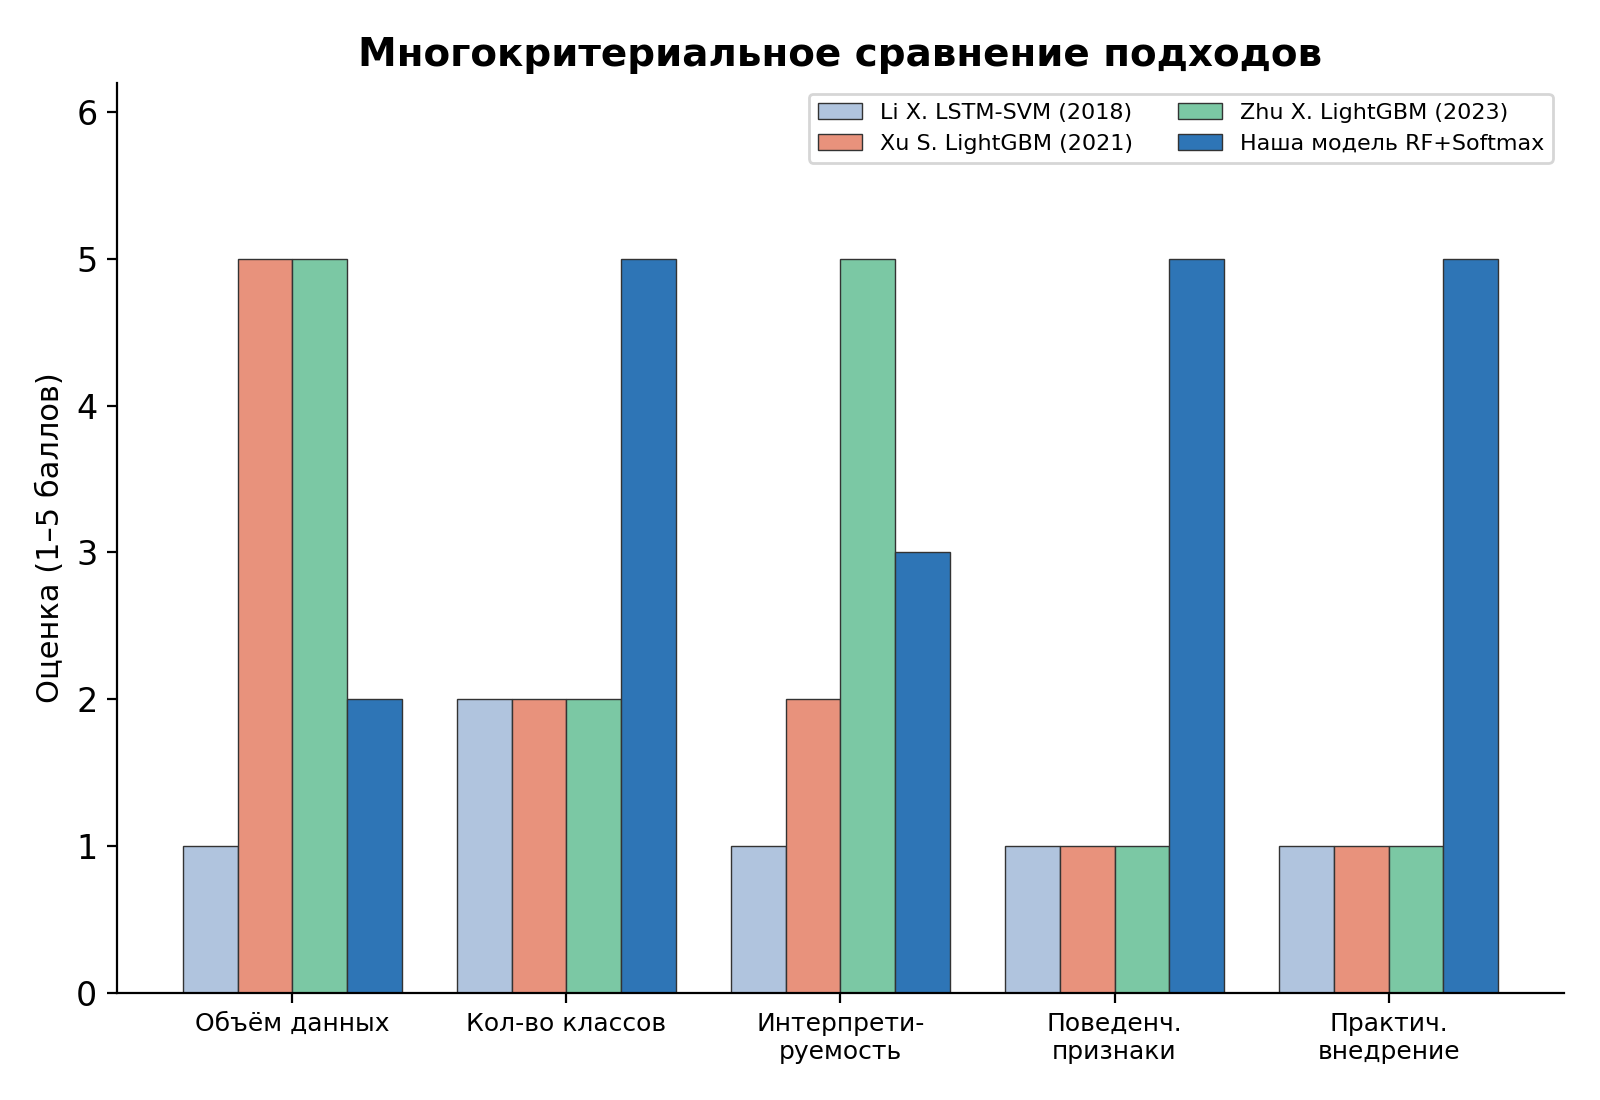 Многокритериальное сравнение подходов
Li X. LSTM-SVM (2018)
Xu S. LightGBM (2021)
Zhu X. LightGBM (2023)
Наша модель RF+Softmax
Оценка (1–5 баллов)
6
5
4
3
2
1
0
Объём данных
Кол-во классов
Интерпрети-
руемость
Поведенч.
признаки
Практич.
внедрение